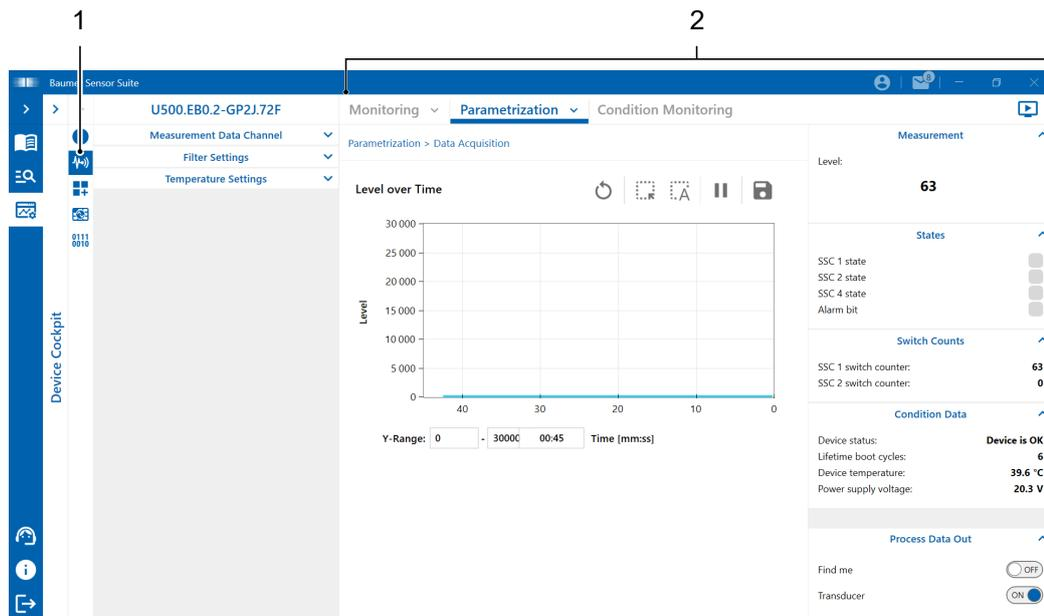 1
2
Baumer Sensor Suite
8
U500.EB0.2-GP2J.72F
Monitoring
Parametrization
Condition Monitoring
Measurement Data Channel
Filter Settings
Temperature Settings
0111
0010
Device Cockpit
Parametrization > Data Acquisition
Level over Time
A
30 000
25 000
20 000
15 000
10 000
5 000
0
Level
40 30 20 10 0
Y-Range: 0 - 30000 00:45 Time [mm:ss]
Measurement
Level:
63
States
SSC 1 state
SSC 2 state
SSC 4 state
Alarm bit
Switch Counts
SSC 1 switch counter: 63
SSC 2 switch counter: 0
Condition Data
Device status: Device is OK
Lifetime boot cycles: 6
Device temperature: 39.6 °C
Power supply voltage: 20.3 V
Process Data Out
Find me OFF
Transducer ON